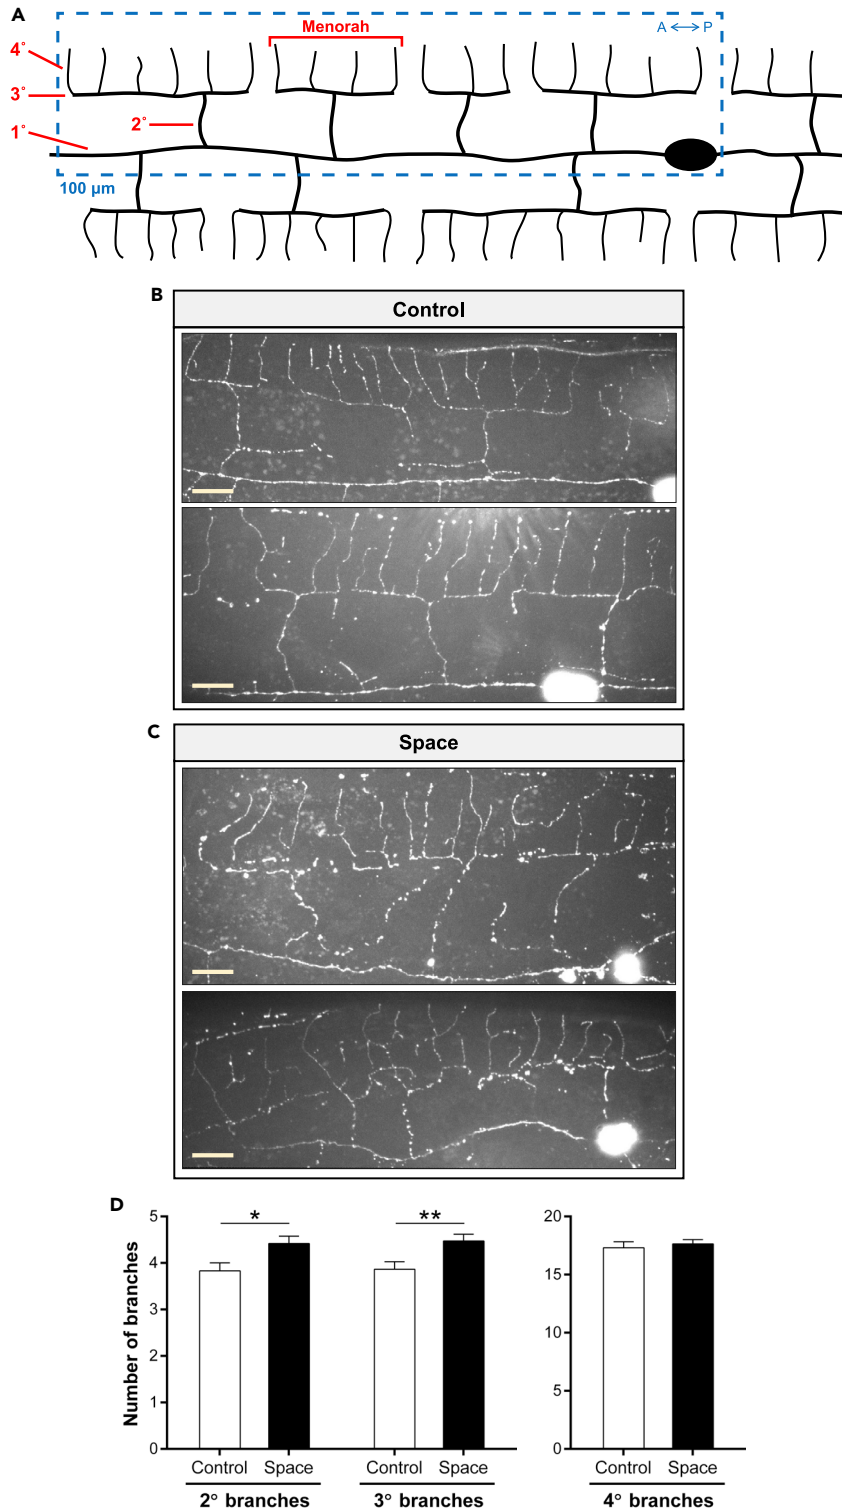 A
Menorah
A ⟷ P
4°
3°
2°
1°
100 µm
B
Control
C
Space
D
Number of branches
5
4
3
2
1
0
*
**
Control Space Control Space
2° branches 3° branches
20
15
10
5
0
Control Space
4° branches